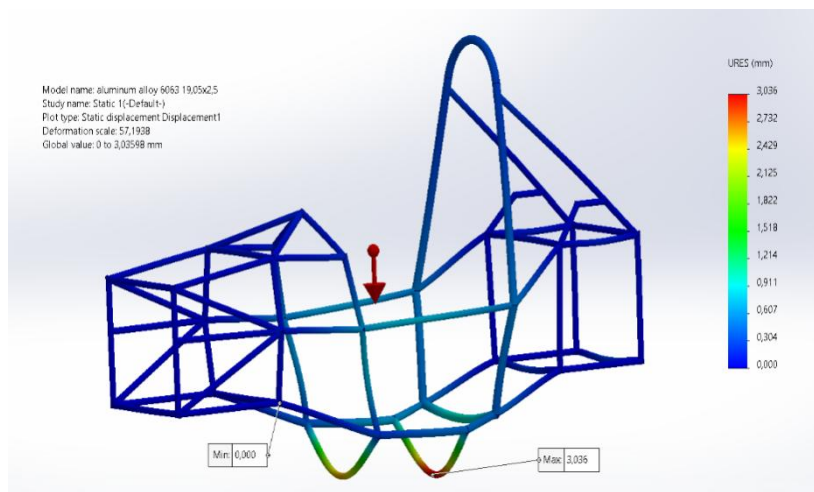 Model name: aluminum alloy 6063 19,05x2,5
Study name: Static 1(-Default-)
Plot type: Static displacement Displacement1
Deformation scale: 57,1938
Global value: 0 to 3,03598 mm
URES (mm)
3,036
2,732
2,429
2,125
1,822
1,518
1,214
0,911
0,607
0,304
0,000
Min: 0,000
Max: 3,036